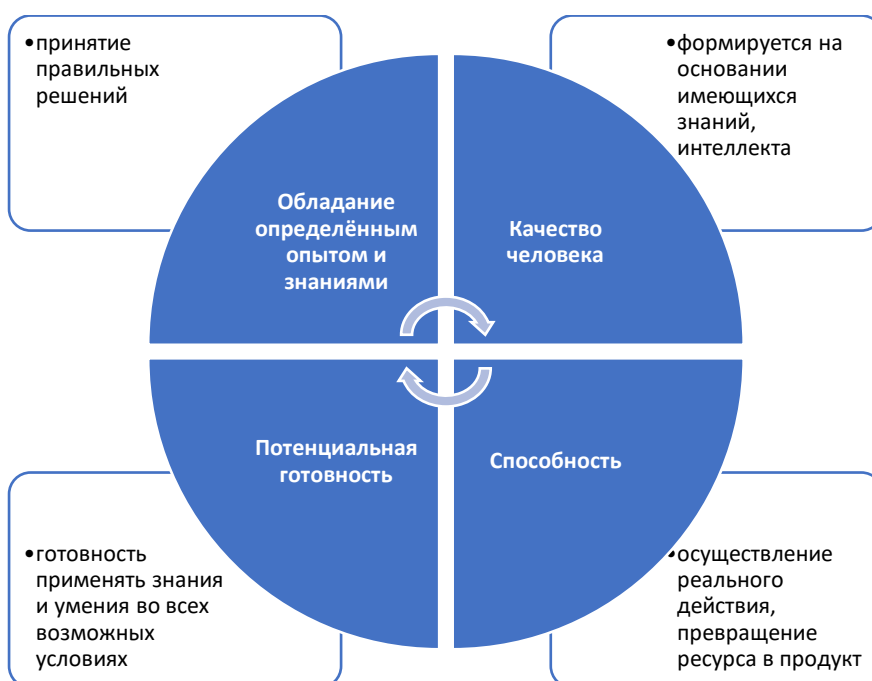 •принятие
правильных
решений
•формируется на
основании
имеющихся
знаний,
интеллекта
Обладание
определённым
опытом и
знаниями
Качество
человека
Потенциальная
готовность
Способность
•готовность
применять знания
и умения во всех
возможных
условиях
•осуществление
реального
действия,
превращение
ресурса в продукт